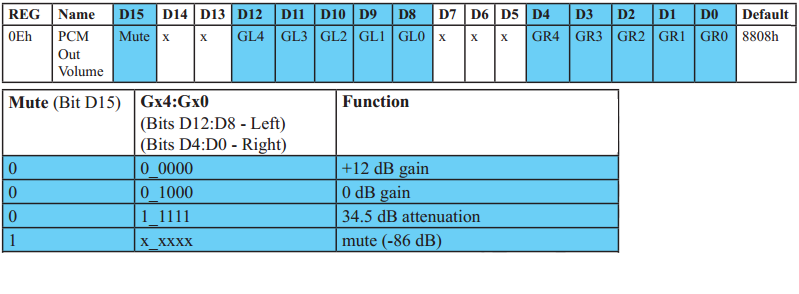 REG Name D15 D14 D13 D12 D11 D10 D9 D8 D7 D6 D5 D4 D3 D2 D1 D0 Default
0Eh PCM Mute x x GL4 GL3 GL2 GL1 GL0 x x x GR4 GR3 GR2 GR1 GR0 8808h
Out
Volume
Mute (Bit D15) Gx4:Gx0 Function
(Bits D12:D8 - Left)
(Bits D4:D0 - Right)
0 0_0000 +12 dB gain
0 0_1000 0 dB gain
0 1_1111 34.5 dB attenuation
1 x_xxxx mute (-86 dB)